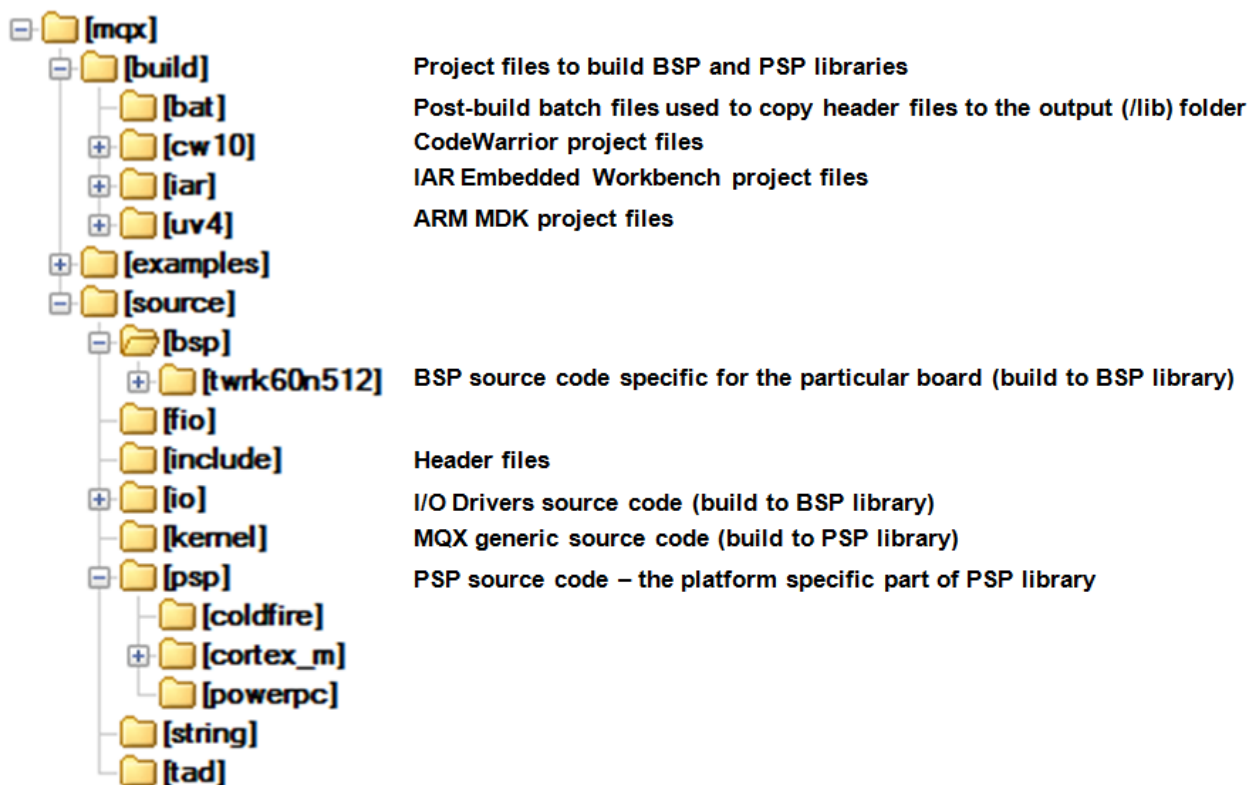 [mqx]
[build] Project files to build BSP and PSP libraries
[bat] Post-build batch files used to copy header files to the output (/lib) folder
[cw10] CodeWarrior project files
[iar] IAR Embedded Workbench project files
[uv4] ARM MDK project files
[examples]
[source]
[bsp]
[twrk60n512] BSP source code specific for the particular board (build to BSP library)
[fio]
[include] Header files
[io] I/O Drivers source code (build to BSP library)
[kernel] MQX generic source code (build to PSP library)
[psp] PSP source code – the platform specific part of PSP library
[coldfire]
[cortex_m]
[powerpc]
[string]
[tad]